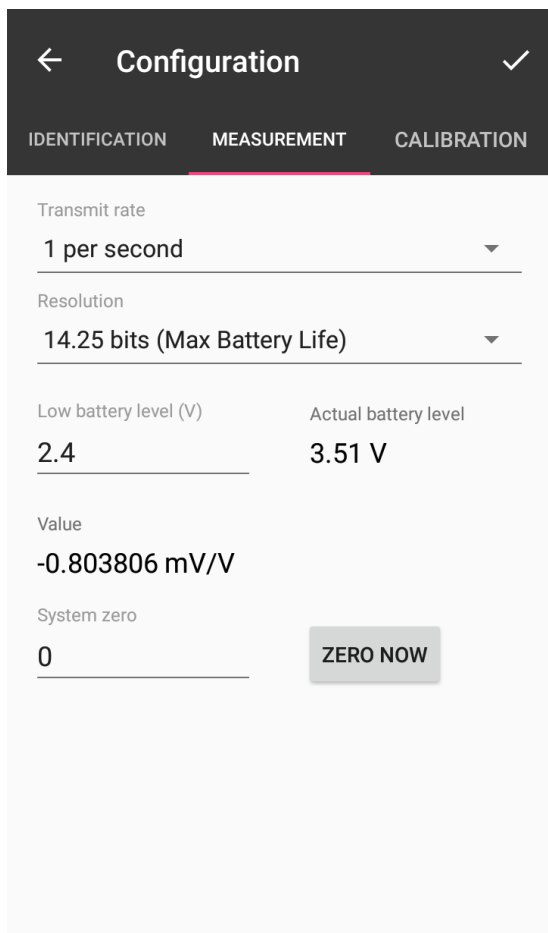 Configuration
IDENTIFICATION MEASUREMENT CALIBRATION
Transmit rate
1 per second
Resolution
14.25 bits (Max Battery Life)
Low battery level (V) Actual battery level
2.4 3.51 V
Value
-0.803806 mV/V
System zero
0 ZERO NOW